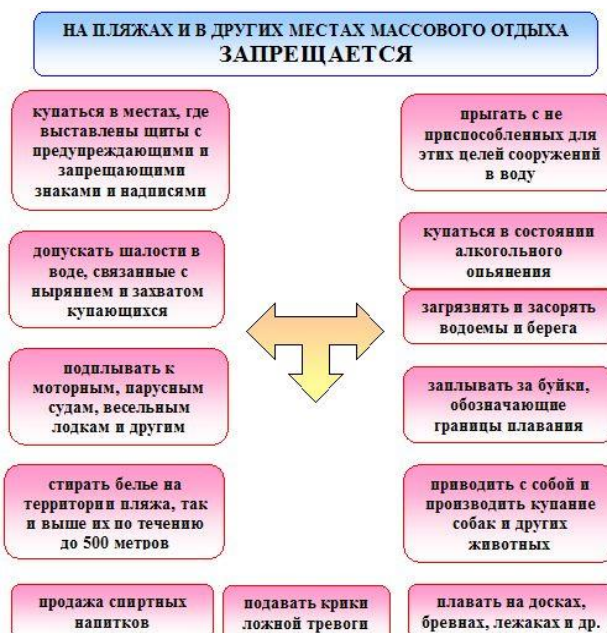 НА ПЛЯЖАХ И В ДРУГИХ МЕСТАХ МАССОВОГО ОТДЫХА
ЗАПРЕЩАЕТСЯ
купаться в местах, где
выставлены щиты с
предупреждающими и
запрещающими
знаками и надписями
допускать шалости в
воде, связанные с
нырянием и захватом
купающихся
подплывать к
моторным, парусным
судам, весельным
лодкам и другим
стирать белье на
территории пляжа, так
и выше их по течению
до 500 метров
продажа спиртных
напитков
подавать крики
ложной тревоги
прыгать с не
приспособленных для
этих целей сооружений
в воду
купаться в состоянии
алкогольного
опьянения
загрязнять и засорять
водоемы и берега
заплывать за буйки,
обозначающие
границы плавания
приводить с собой и
производить купание
собак и других
животных
плавать на досках,
бревнах, лежаках и др.